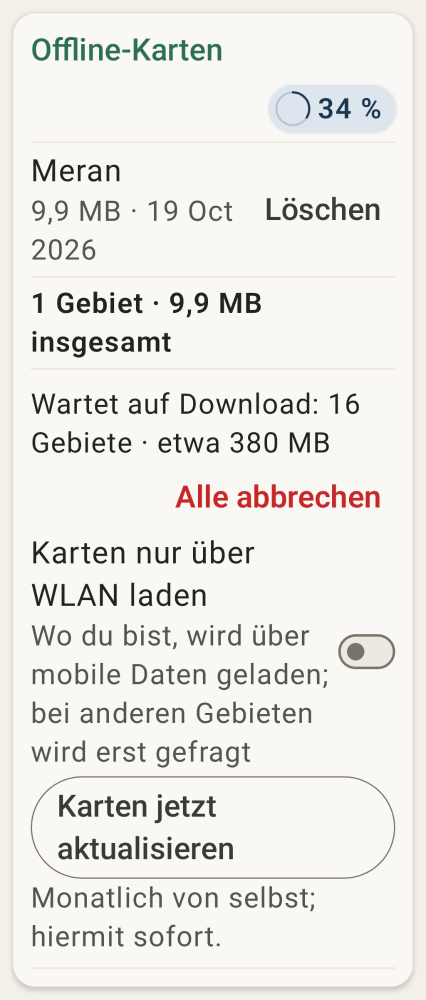 Offline-Karten
34 %
Meran
9,9 MB · 19 Oct
2026
Löschen
1 Gebiet · 9,9 MB
insgesamt
Wartet auf Download: 16
Gebiete · etwa 380 MB
Alle abbrechen
Karten nur über
WLAN laden
Wo du bist, wird über
mobile Daten geladen;
bei anderen Gebieten
wird erst gefragt
Karten jetzt
aktualisieren
Monatlich von selbst;
hiermit sofort.